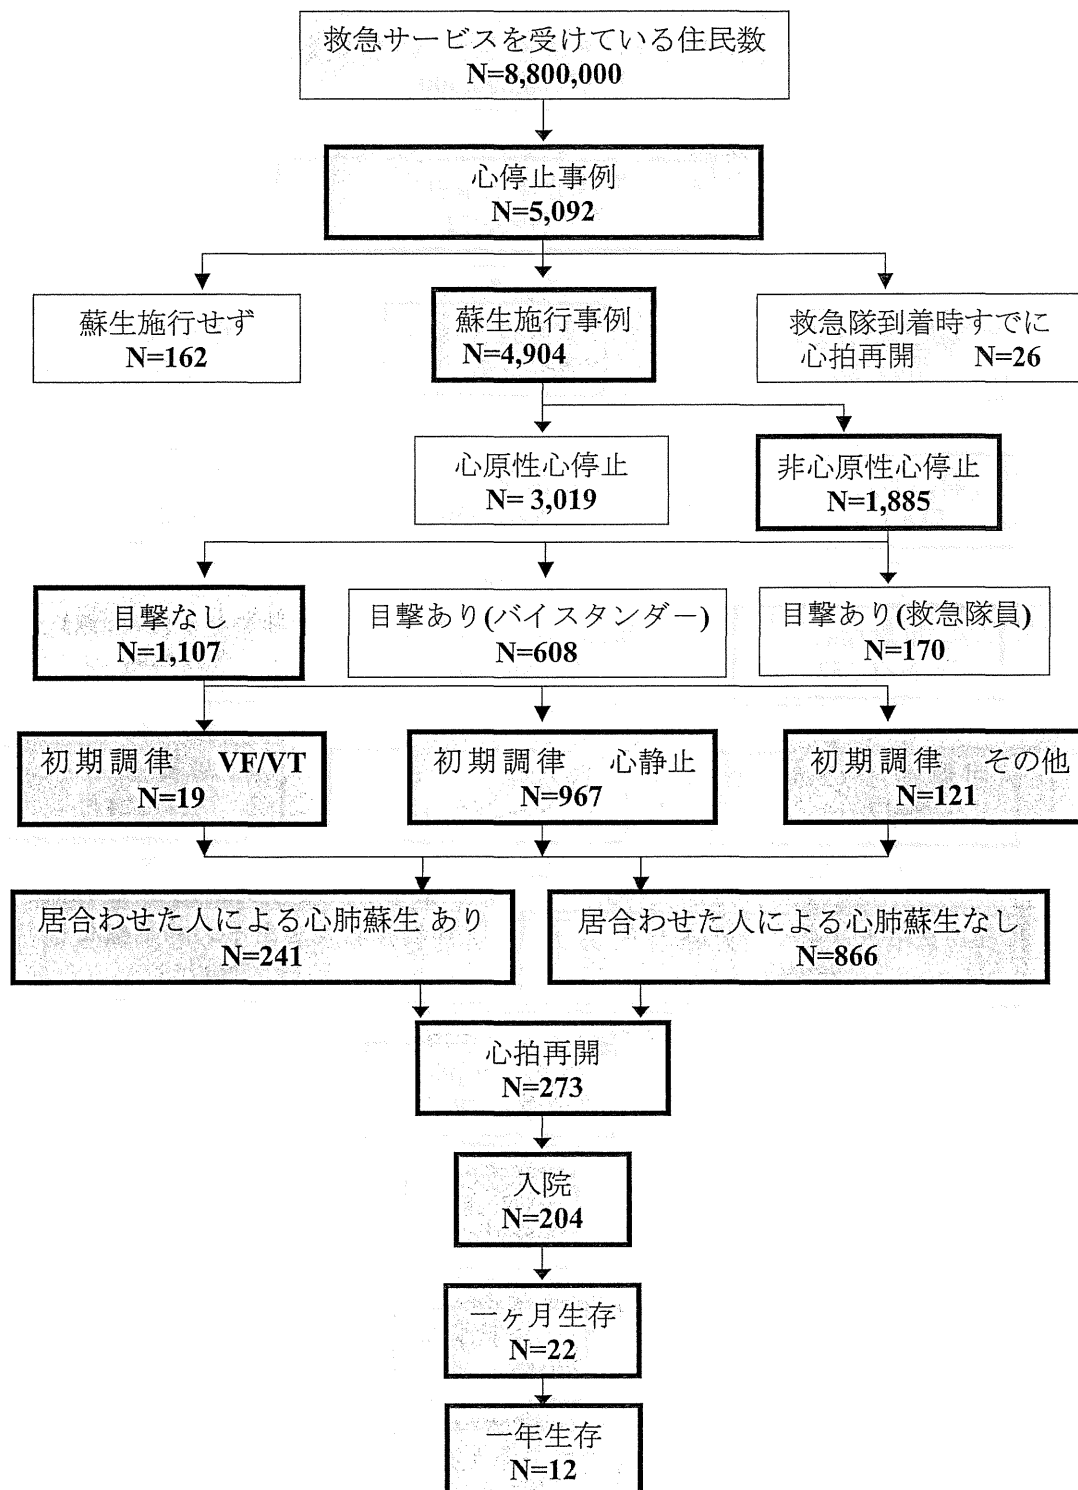 救急サービスを受けている住民数
N=8,800,000
心停止事例
N=5,092
蘇生施行せず
N=162
蘇生施行事例
N=4,904
救急隊到着時すでに
心拍再開 N=26
心原性心停止
N= 3,019
非心原性心停止
N=1,885
目撃なし
N=1,107
目撃あり(バイスタンダー)
N=608
目撃あり(救急隊員)
N=170
初期調律 VF/VT
N=19
初期調律 心静止
N=967
初期調律 その他
N=121
居合わせた人による心肺蘇生 あり
N=241
居合わせた人による心肺蘇生なし
N=866
心拍再開
N=273
入院
N=204
一ヶ月生存
N=22
一年生存
N=12